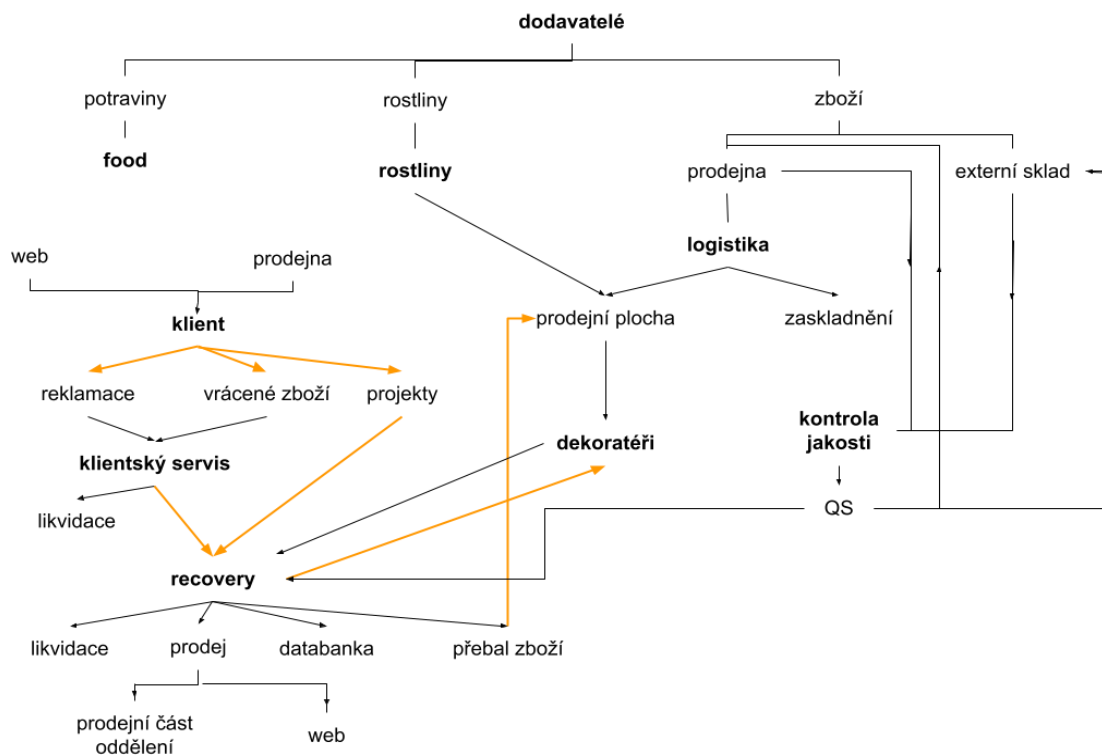 dodavatelé
potraviny
rostliny
zboží
food
rostliny
prodejna
externí sklad
logistika
web
prodejna
klient
prodejní plocha
zaskladnění
reklamace
vrácené zboží
projekty
kontrola
jakosti
dekoratéři
klientský servis
likvidace
QS
recovery
likvidace
prodej
databanka
přebal zboží
prodejní část
oddělení
web